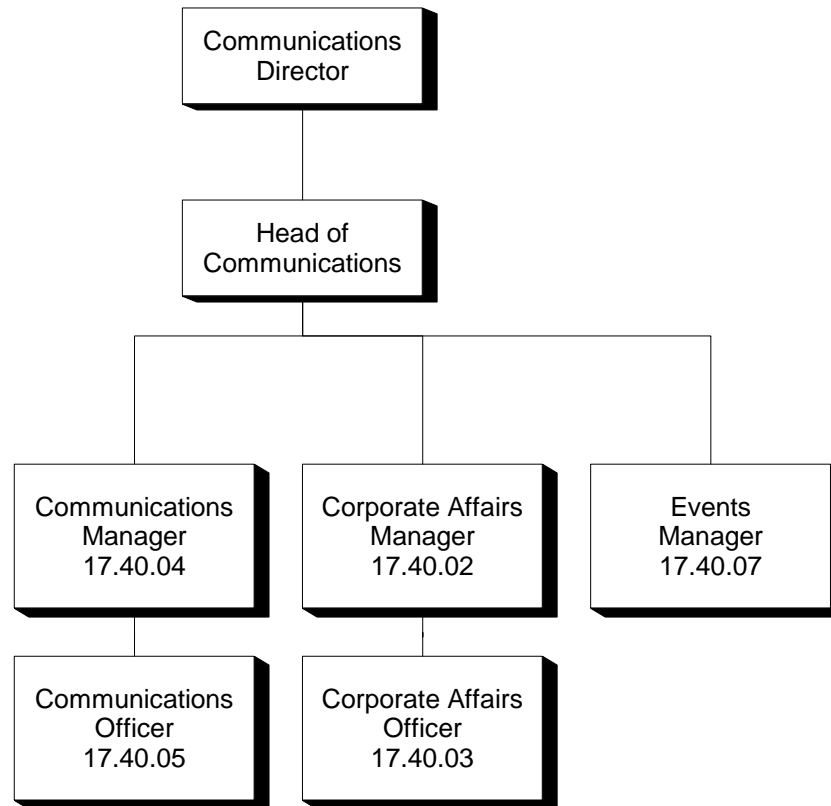 Communications
Director
Head of
Communications
Communications
Manager
17.40.04
Corporate Affairs
Manager
17.40.02
Events
Manager
17.40.07
Communications
Officer
17.40.05
Corporate Affairs
Officer
17.40.03